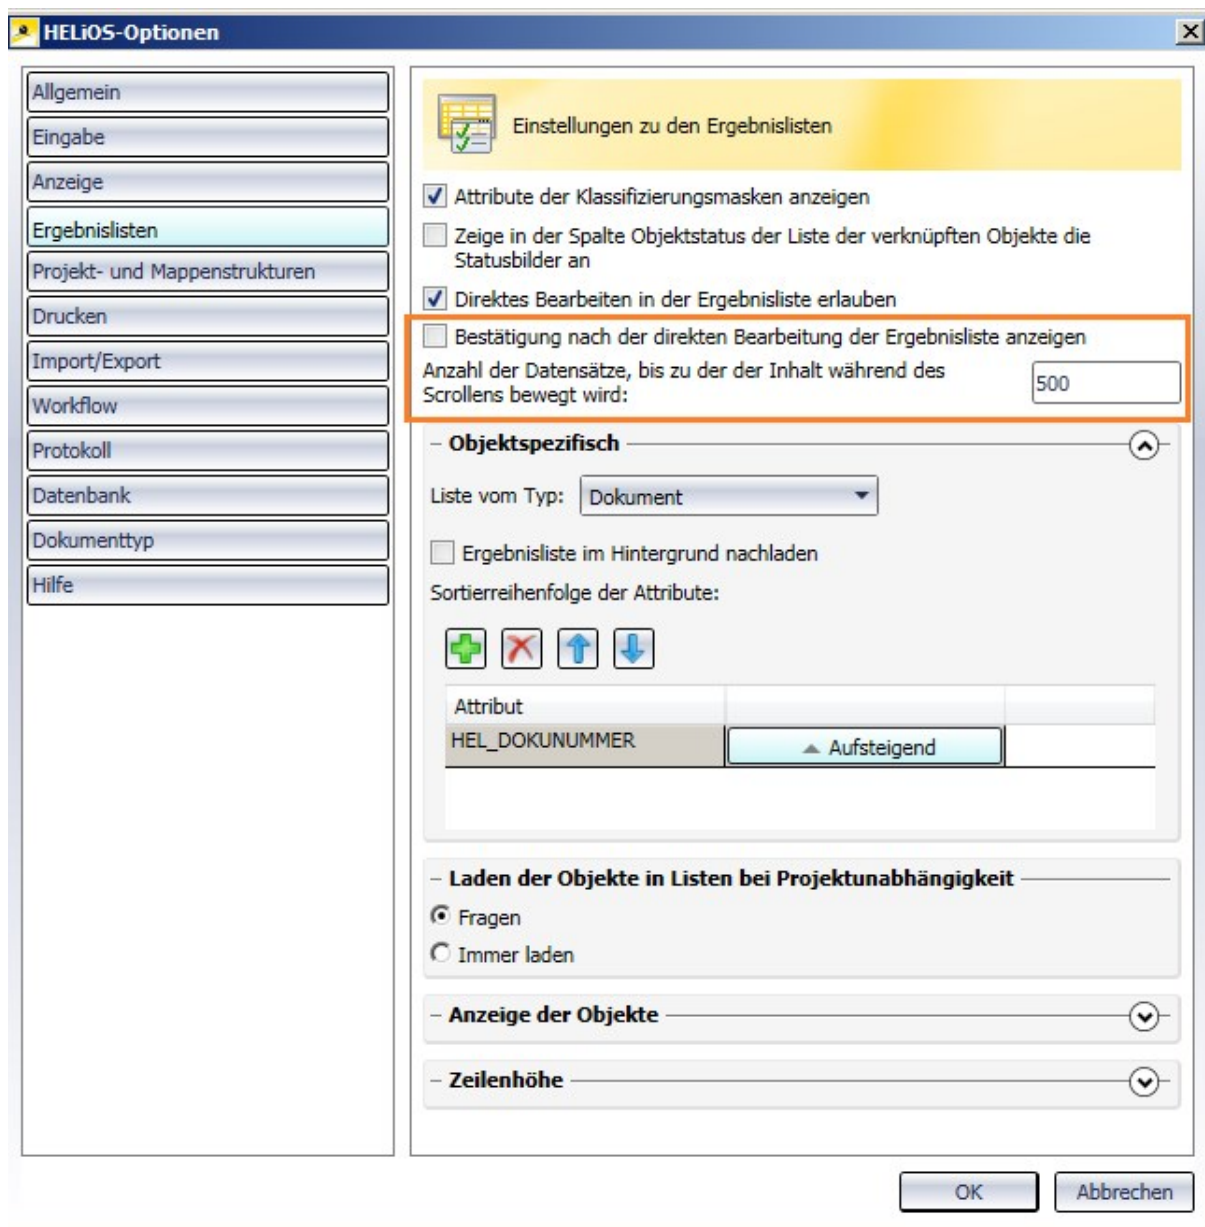 HELiOS-Optionen
Allgemein
Eingabe
Anzeige
Ergebnislisten
Projekt- und Mappenstrukturen
Drucken
Import/Export
Workflow
Protokoll
Datenbank
Dokumenttyp
Hilfe
Einstellungen zu den Ergebnislisten
Attribute der Klassifizierungsmasken anzeigen
Zeige in der Spalte Objektstatus der Liste der verknüpften Objekte die
Statusbilder an
Direktes Bearbeiten in der Ergebnisliste erlauben
Bestätigung nach der direkten Bearbeitung der Ergebnisliste anzeigen
Anzahl der Datensätze, bis zu der der Inhalt während des
Scrollens bewegt wird:
500
Objektspezifisch
Liste vom Typ: Dokument
Ergebnisliste im Hintergrund nachladen
Sortierreihenfolge der Attribute:
Attribut
HEL_DOKUNUMMER Aufsteigend
Laden der Objekte in Listen bei Projektunabhängigkeit
Fragen
Immer laden
Anzeige der Objekte
Zeilenhöhe
OK Abbrechen